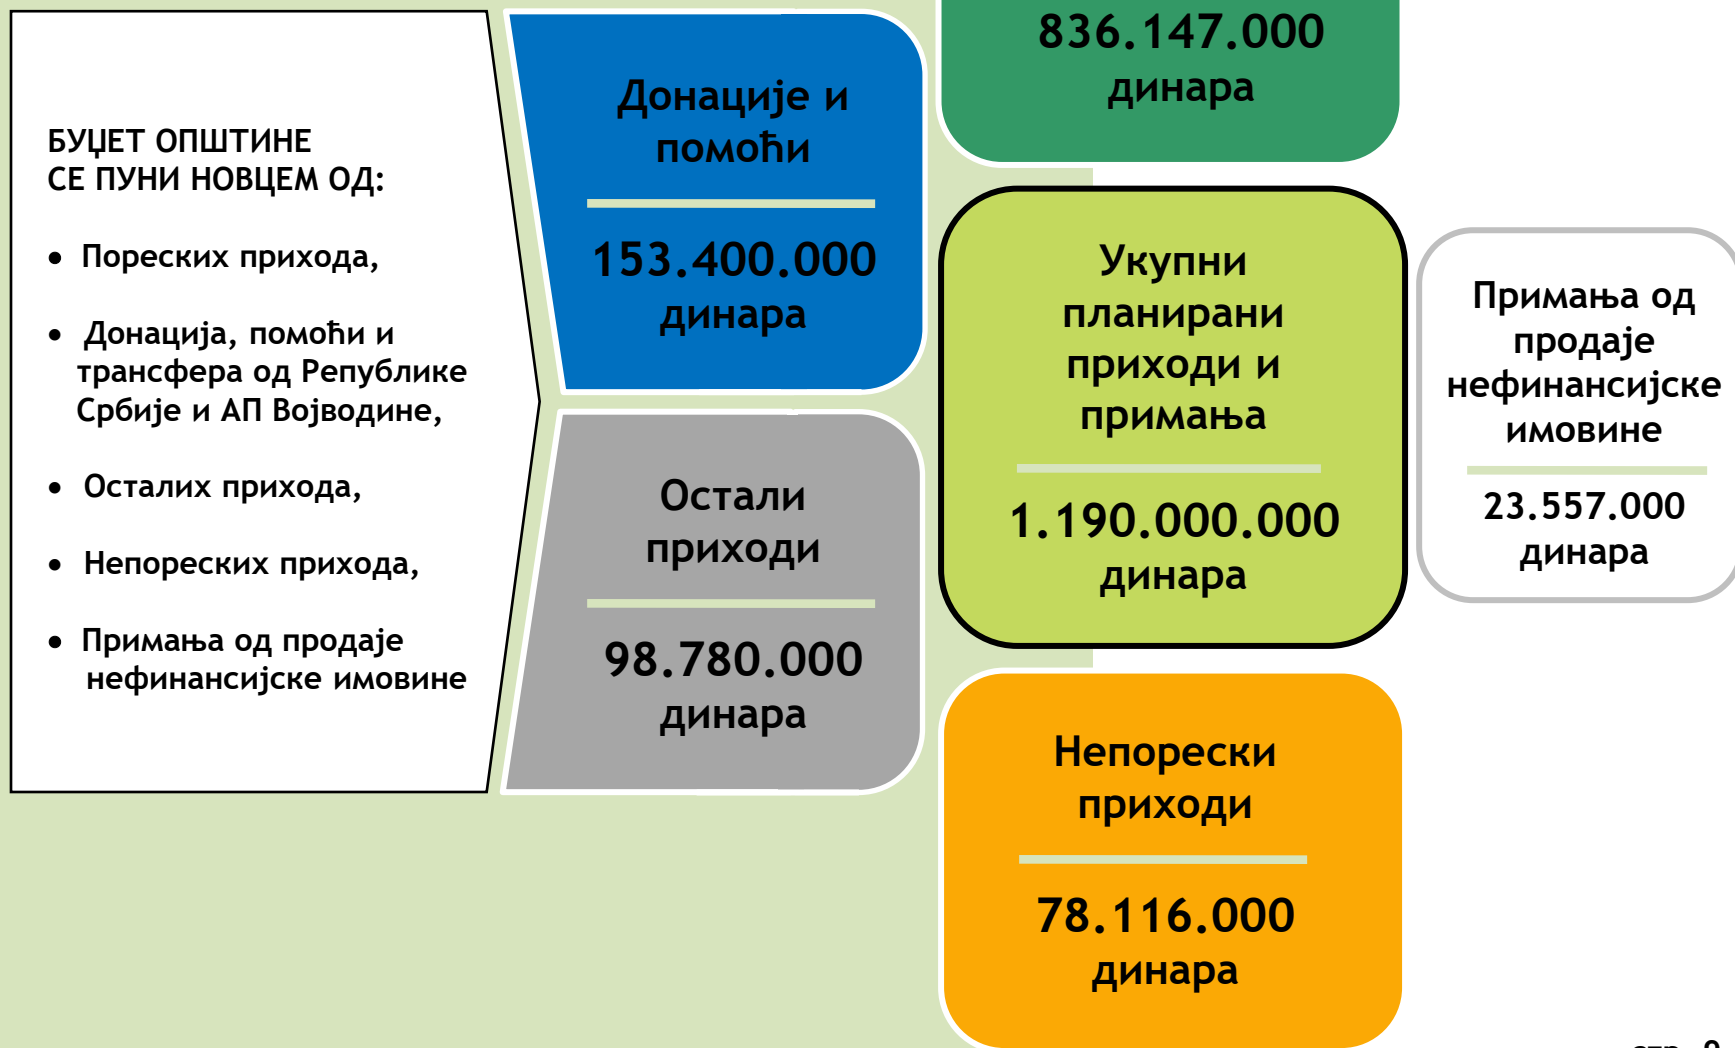 БУЏЕТ ОПШТИНЕ
СЕ ПУНИ НОВЦЕМ ОД:
• Пореских прихода,
• Донација, помоћи и
трансфера од Републике
Србије и АП Војводине,
• Осталих прихода,
• Непореских прихода,
• Примања од продаје
нефинансијске имовине
Донације и
помоћи
153.400.000
динара
Остали
приходи
98.780.000
динара
836.147.000
динара
Укупни
планирани
приходи и
примања
1.190.000.000
динара
Непорески
приходи
78.116.000
динара
Примања од
продаје
нефинансијске
имовине
23.557.000
динара